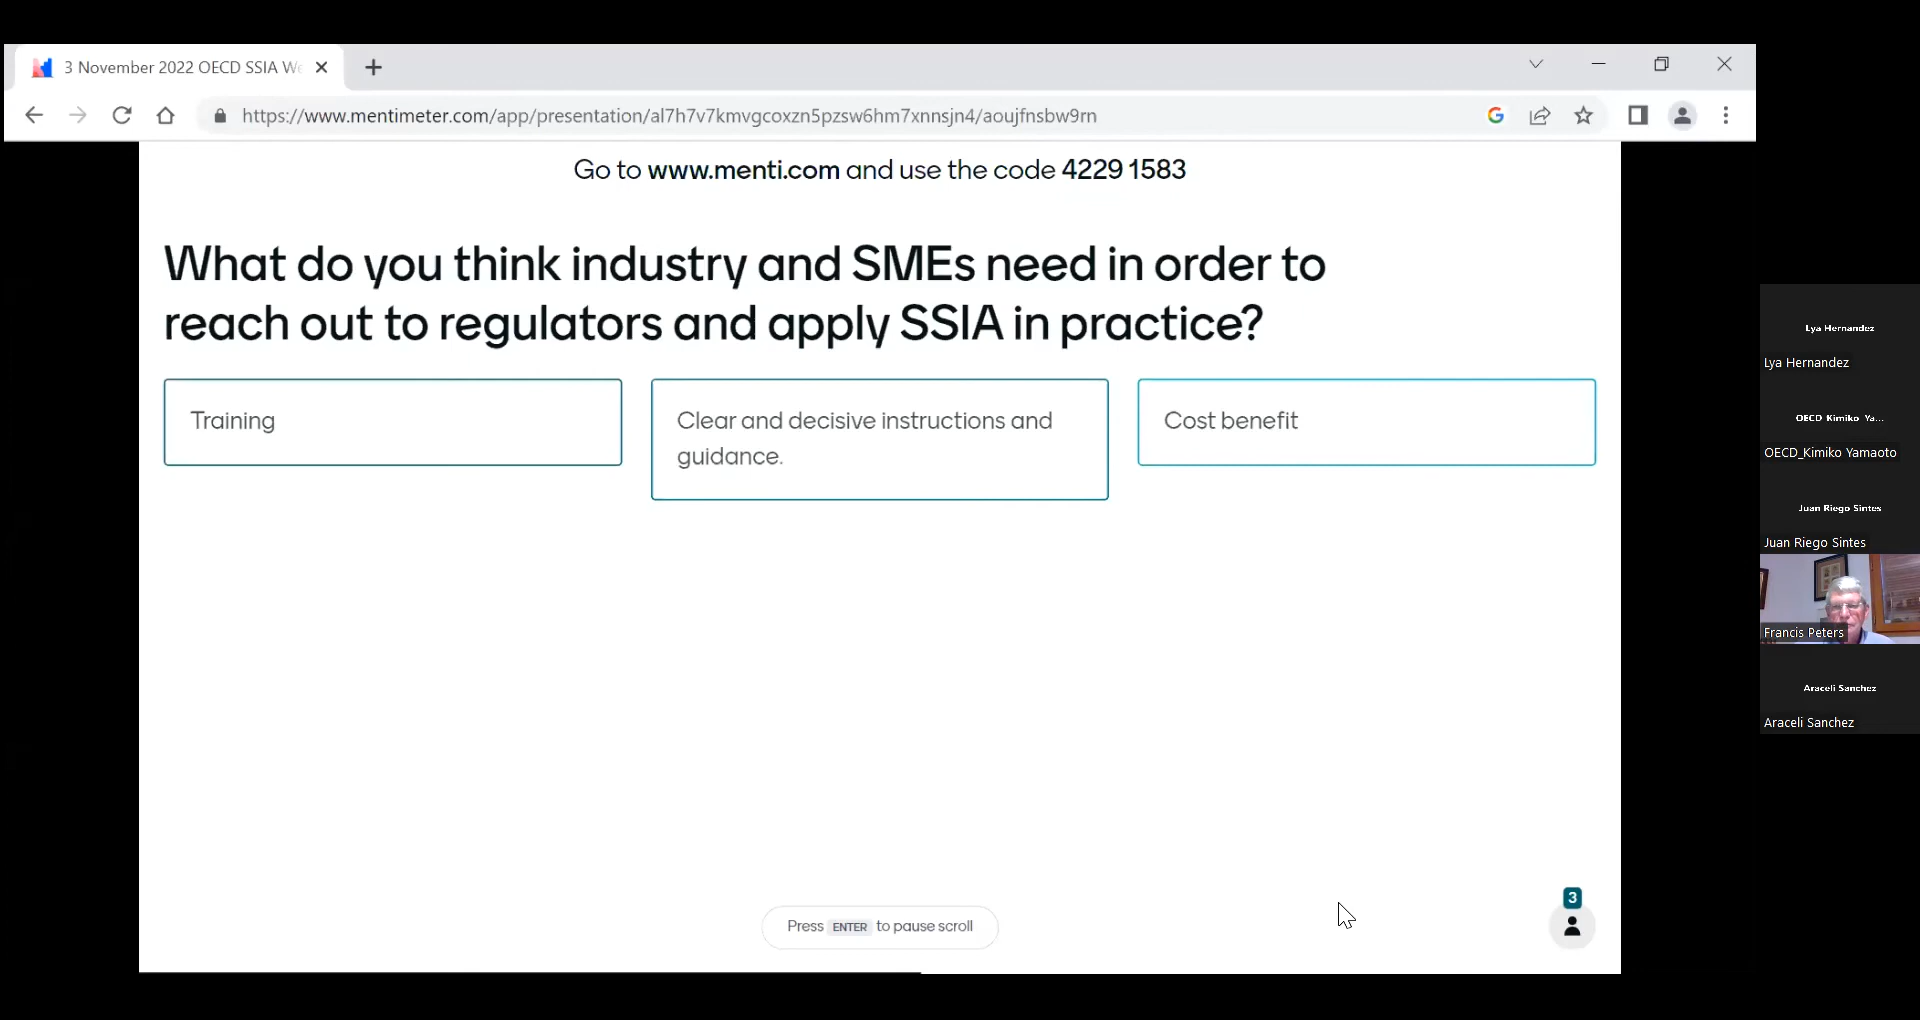 3 November 2022 OECD SSIA We
https://www.mentimeter.com/app/presentation/al7h7v7kmvgcoxzn5pzsw6hm7xnnsjn4/aoujfnsbw9rn
Go to www.menti.com and use the code 4229 1583
What do you think industry and SMEs need in order to
reach out to regulators and apply SSIA in practice?
Training
Clear and decisive instructions and
guidance.
Cost benefit
Press ENTER to pause scroll
3
Lya Hernandez
Lya Hernandez
OECD_Kimiko Ya...
OECD_Kimiko Yamaoto
Juan Riego Sintes
Juan Riego Sintes
Francis Peters
Araceli Sanchez
Araceli Sanchez